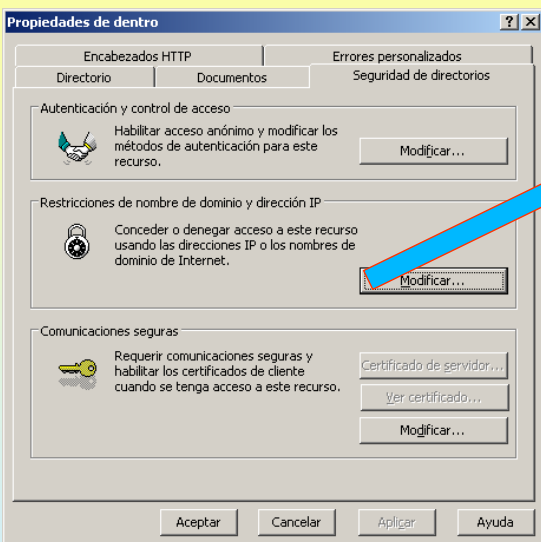 Propiedades de dentro
Encabezados HTTP
Errores personalizados
Directorio
Documentos
Seguridad de directorios
Autenticación y control de acceso
Habilitar acceso anónimo y modificar los
métodos de autenticación para este
recurso.
Modificar...
Restricciones de nombre de dominio y dirección IP
Conceder o denegar acceso a este recurso
usando las direcciones IP o los nombres de
dominio de Internet.
Modificar...
Comunicaciones seguras
Requerir comunicaciones seguras y
habilitar los certificados de cliente
cuando se tenga acceso a este recurso.
Certificado de servidor...
Ver certificado...
Modificar...
Aceptar
Cancelar
Aplicar
Ayuda